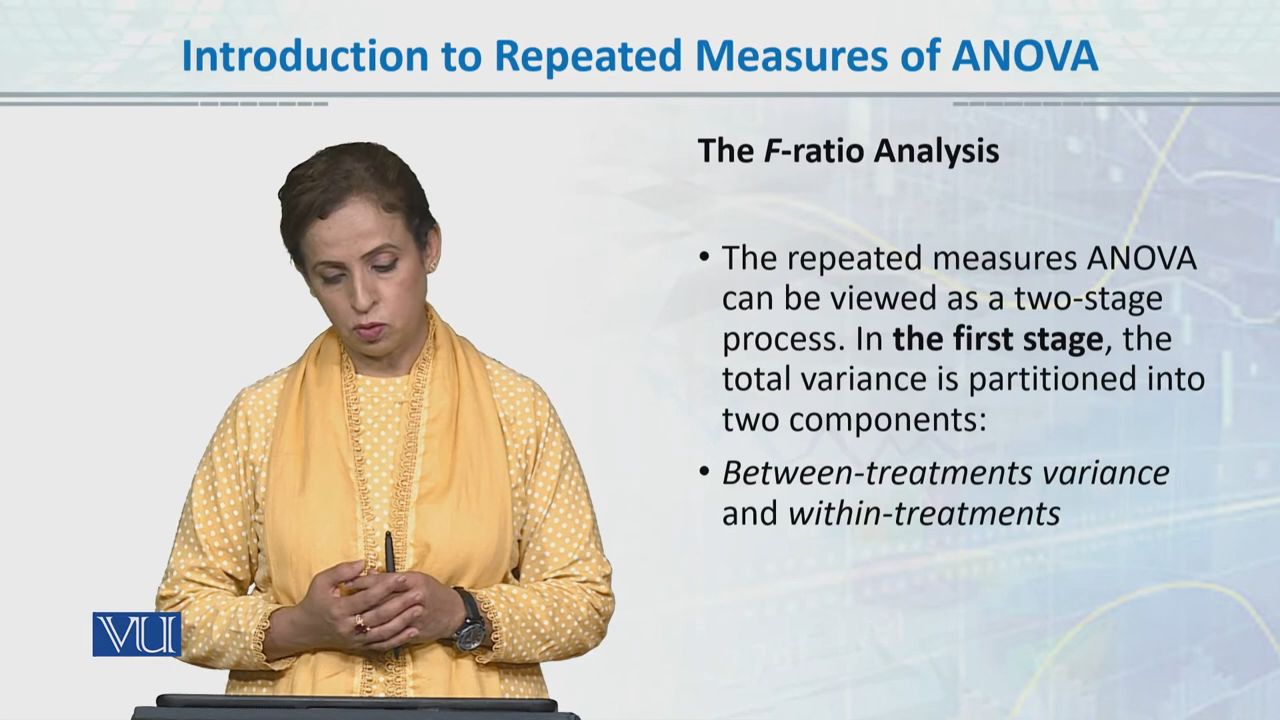 Introduction to Repeated Measures of ANOVA
The F-ratio Analysis
• The repeated measures ANOVA
can be viewed as a two-stage
process. In the first stage, the
total variance is partitioned into
two components:
• Between-treatments variance
and within-treatments
VU